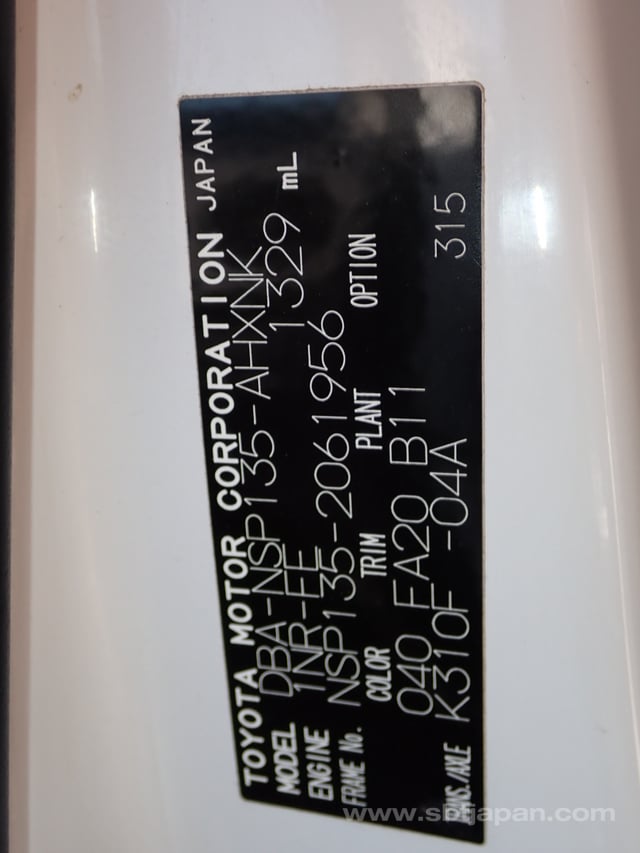 TOYOTA MOTOR CORPORATION JAPAN
MODEL DBA-NSP135-AHXNK
ENGINE 1NR-FE 1329 mL
FRAME No. NSP135-2061956
COLOR TRIM PLANT OPTION
040 FA20 B11
TRANS./AXLE K310F -04A 315
www.sbtjapan.com